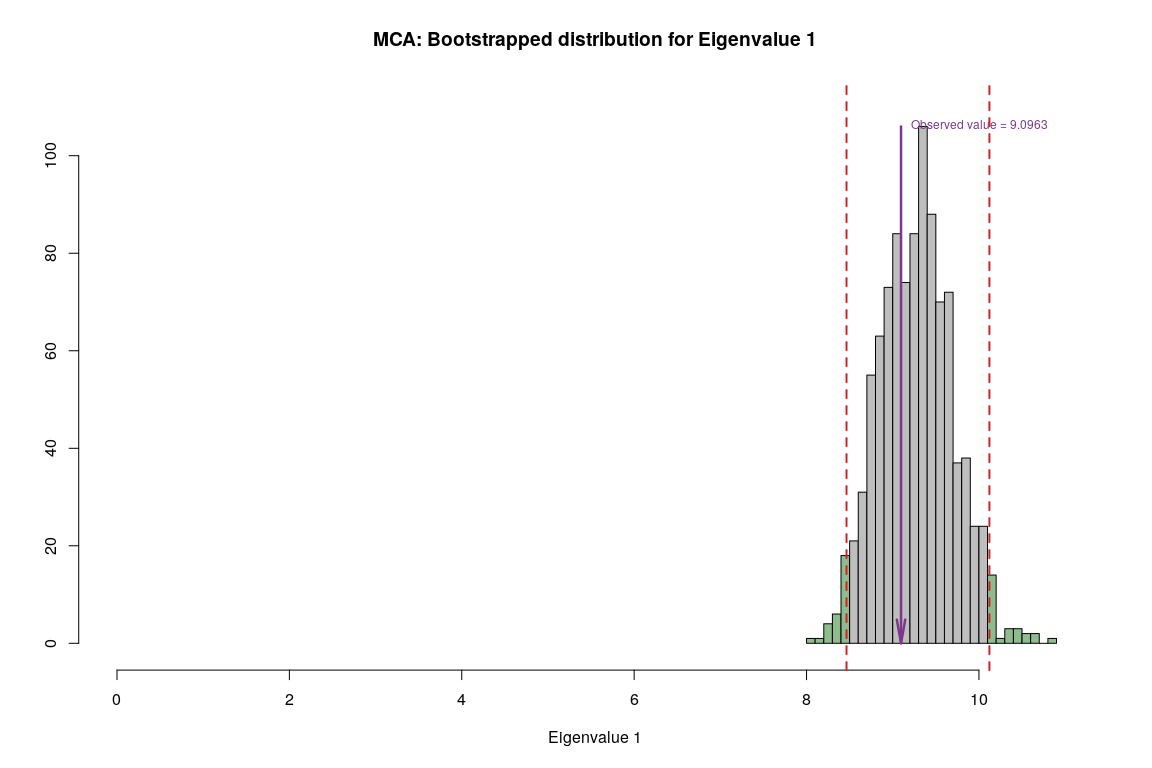 MCA: Bootstrapped distribution for Eigenvalue 1
Observed value = 9.0963
100
80
60
40
20
0
0 2 4 6 8 10
Eigenvalue 1